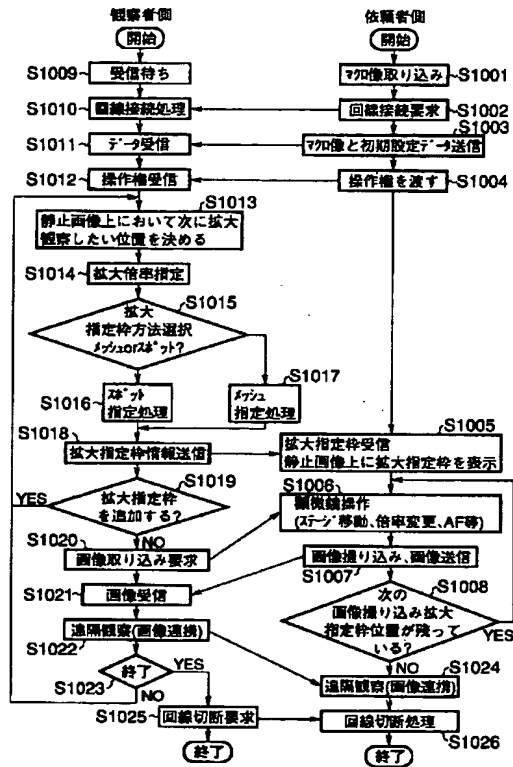 観察者側
依頼者側
開始
開始
S1009
受信待ち
マクロ像取り込み
S1001
S1010
回線接続処理
回線接続要求
S1002
S1003
S1011
データ受信
マクロ像と初期設定データ送信
S1012
操作権受信
操作権を渡す
S1004
S1013
静止画像上において次に拡大
観察したい位置を決める
S1014
拡大倍率指定
S1015
拡大
指定枠方法選択
メッシュorスポット?
S1016
スポット
指定処理
メッシュ
指定処理
S1017
S1018
拡大指定枠情報送信
S1005
拡大指定枠受信
静止画像上に拡大指定枠を表示
S1019
YES
拡大指定枠
を追加する?
NO
S1006
顕微鏡操作
(ステージ移動、倍率変更、AF等)
S1020
画像取り込み要求
画像撮り込み、画像送信
S1007
S1021
画像受信
S1008
次の
画像撮り込み拡大
指定枠位置が残って
いる?
YES
NO
S1022
遠隔観察(画像連携)
S1023
終了
YES
NO
S1024
遠隔観察(画像連携)
S1025
回線切断要求
回線切断処理
S1026
終了
終了